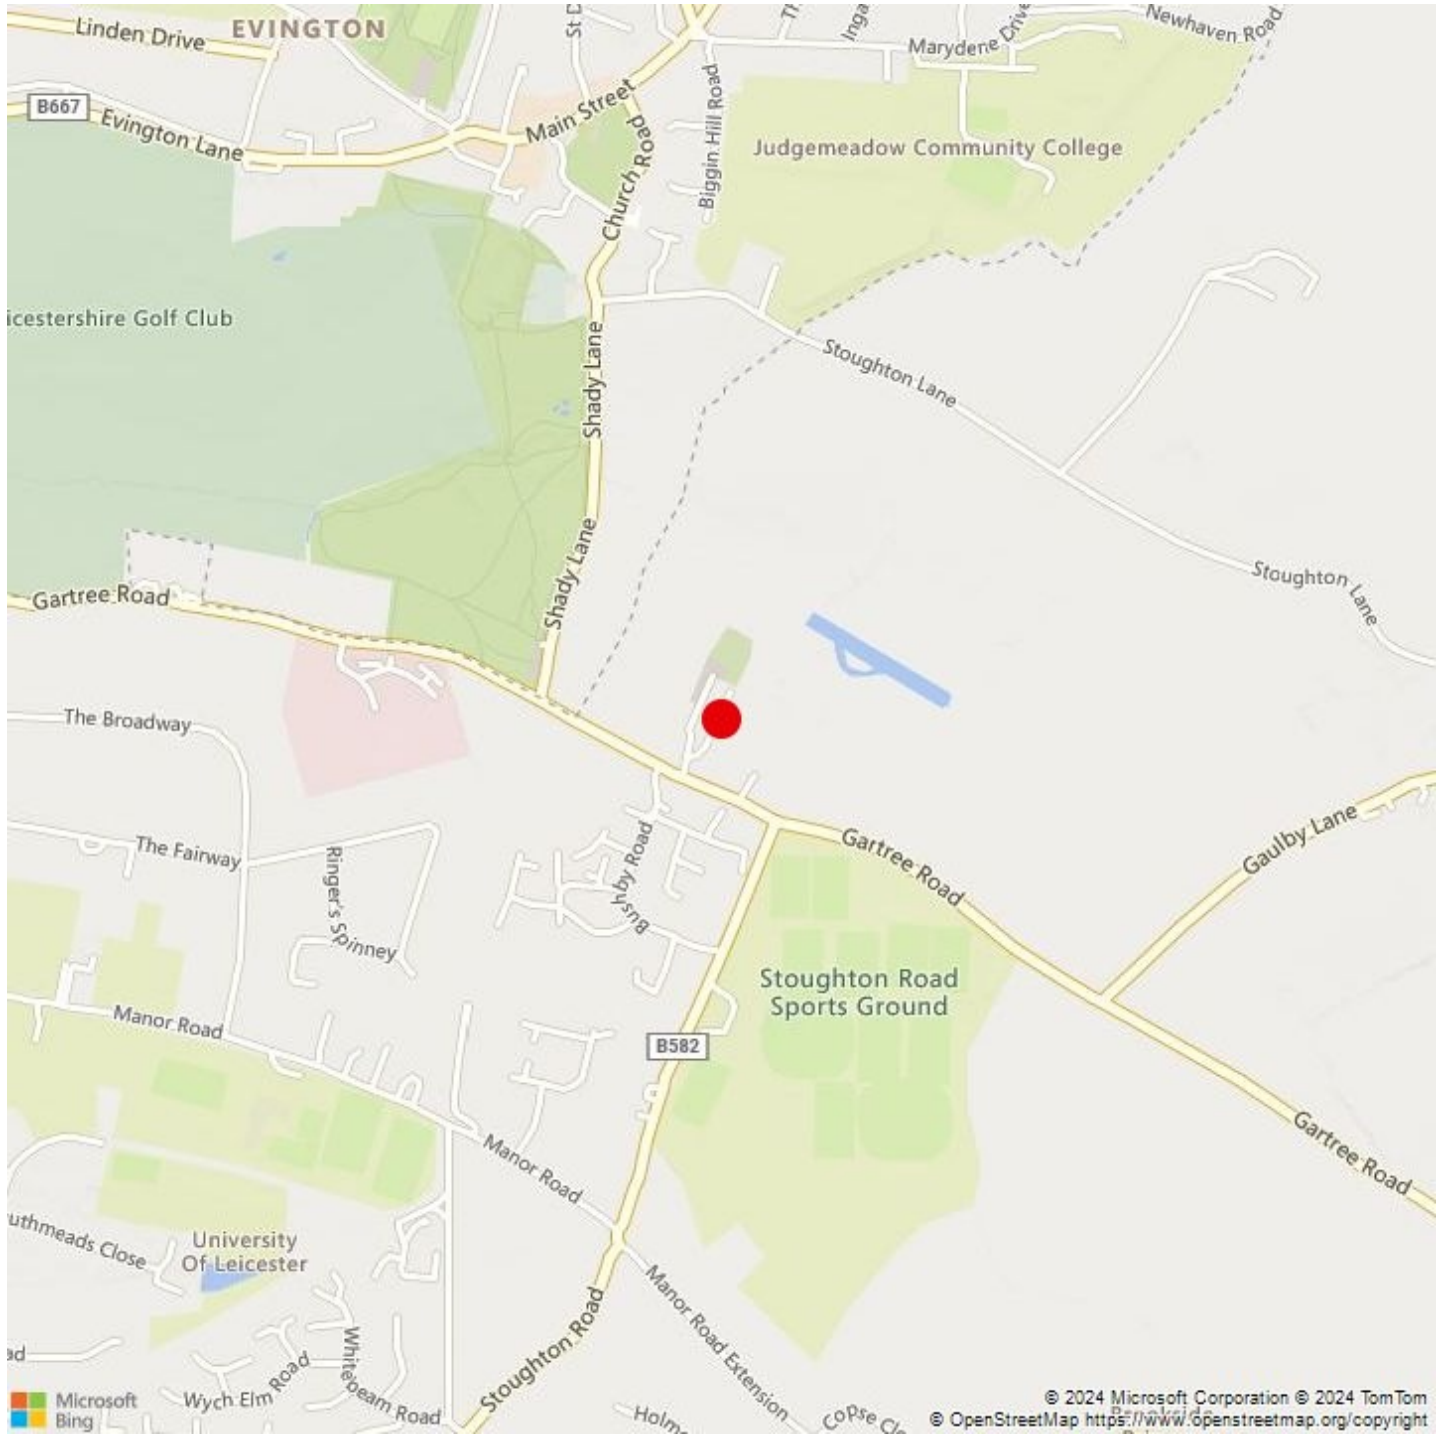 Linden Drive
EVINGTON
Newhaven Road
Marydene Drive
B667
Evington Lane
Main Street
Church Road
Biggin Hill Road
Judgemeadow Community College
icestershire Golf Club
Shady Lane
Stoughton Lane
Shady Lane
Stoughton Lane
Gartree Road
The Broadway
The Fairway
Ringer's Spinney
Bushby Road
Gartree Road
Gaulby Lane
Stoughton Road
Sports Ground
Manor Road
B582
Manor Road
Gartree Road
University
Of Leicester
uthmeads Close
Manor Road Extension
Stoughton Road
Whitebeam Road
Wych Elm Road
Microsoft
Bing
© 2024 Microsoft Corporation © 2024 TomTom
© OpenStreetMap https://www.openstreetmap.org/copyright